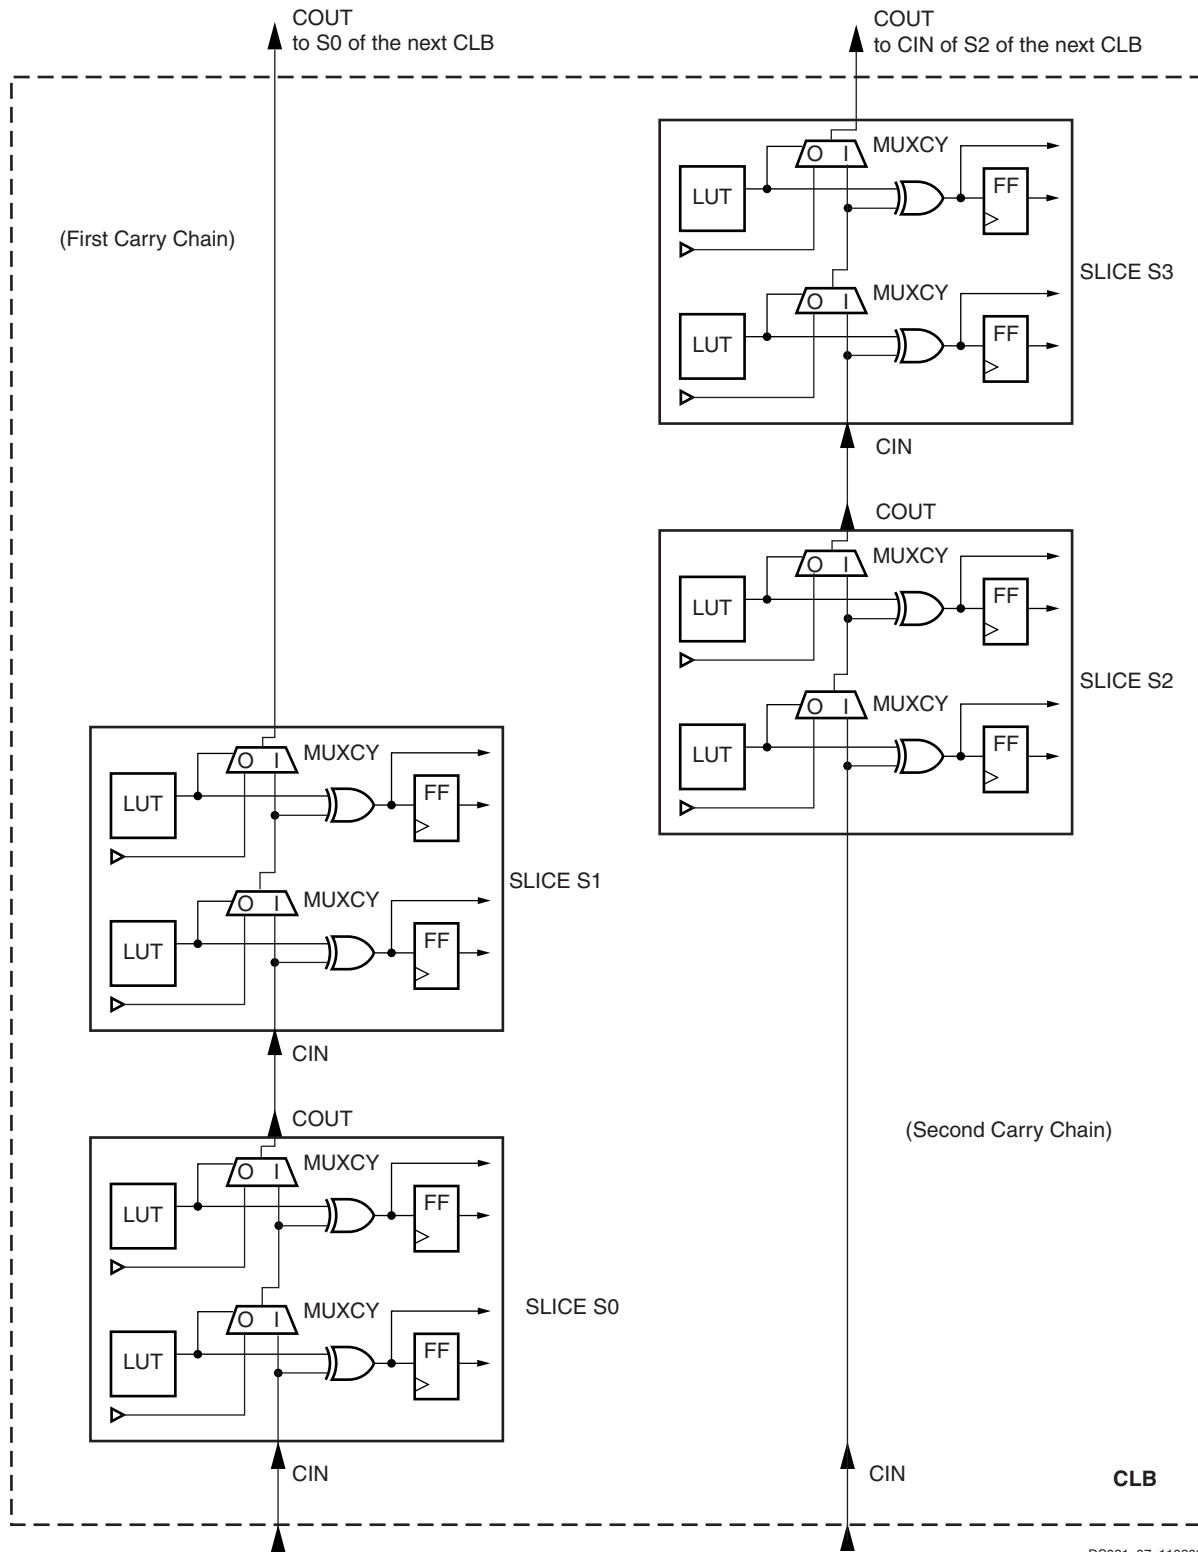 COUT
to S0 of the next CLB
COUT
to CIN of S2 of the next CLB
(First Carry Chain)
O I MUXCY
LUT
FF
SLICE S3
O I MUXCY
LUT
FF
CIN
COUT
O I MUXCY
LUT
FF
SLICE S2
O I MUXCY
LUT
FF
O I MUXCY
LUT
FF
SLICE S1
O I MUXCY
LUT
FF
CIN
COUT
(Second Carry Chain)
O I MUXCY
LUT
FF
SLICE S0
O I MUXCY
LUT
FF
CIN
CIN
CLB